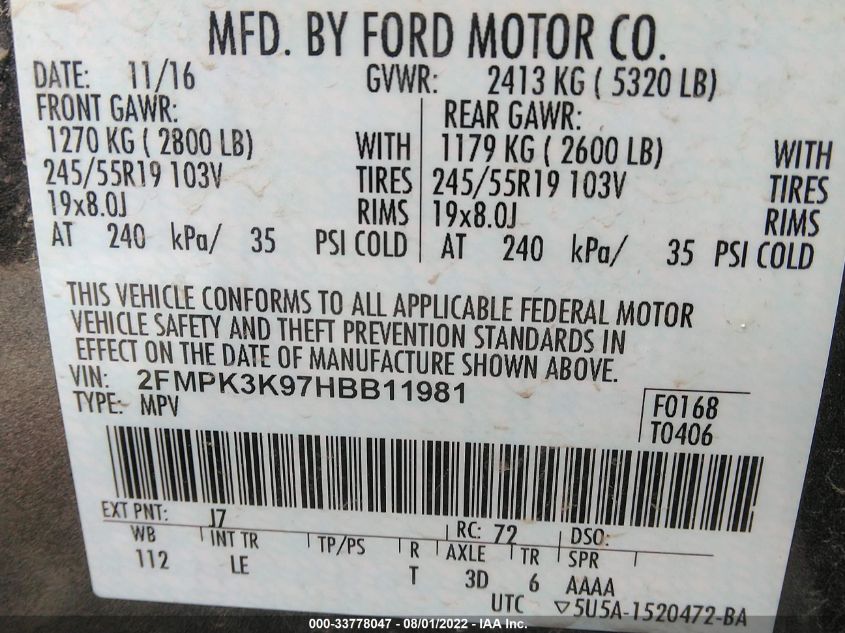 MFD. BY FORD MOTOR CO.
DATE: 11/16 GVWR: 2413 KG ( 5320 LB)
FRONT GAWR: REAR GAWR:
1270 KG ( 2800 LB) WITH 1179 KG ( 2600 LB) WITH
245/55R19 103V TIRES 245/55R19 103V TIRES
19x8.0J RIMS 19x8.0J RIMS
AT 240 kPa/ 35 PSI COLD AT 240 kPa/ 35 PSI COLD
THIS VEHICLE CONFORMS TO ALL APPLICABLE FEDERAL MOTOR
VEHICLE SAFETY AND THEFT PREVENTION STANDARDS IN
EFFECT ON THE DATE OF MANUFACTURE SHOWN ABOVE.
VIN: 2FMPK3K97HBB11981
TYPE: MPV
F0168
T0406
EXT PNT: J7 RC: 72 DSO:
WB INT TR TP/PS R AXLE TR SPR
112 LE T 3D 6 AAAA
UTC ▽5U5A-1520472-BA
000-33778047 - 08/01/2022 - IAA Inc.